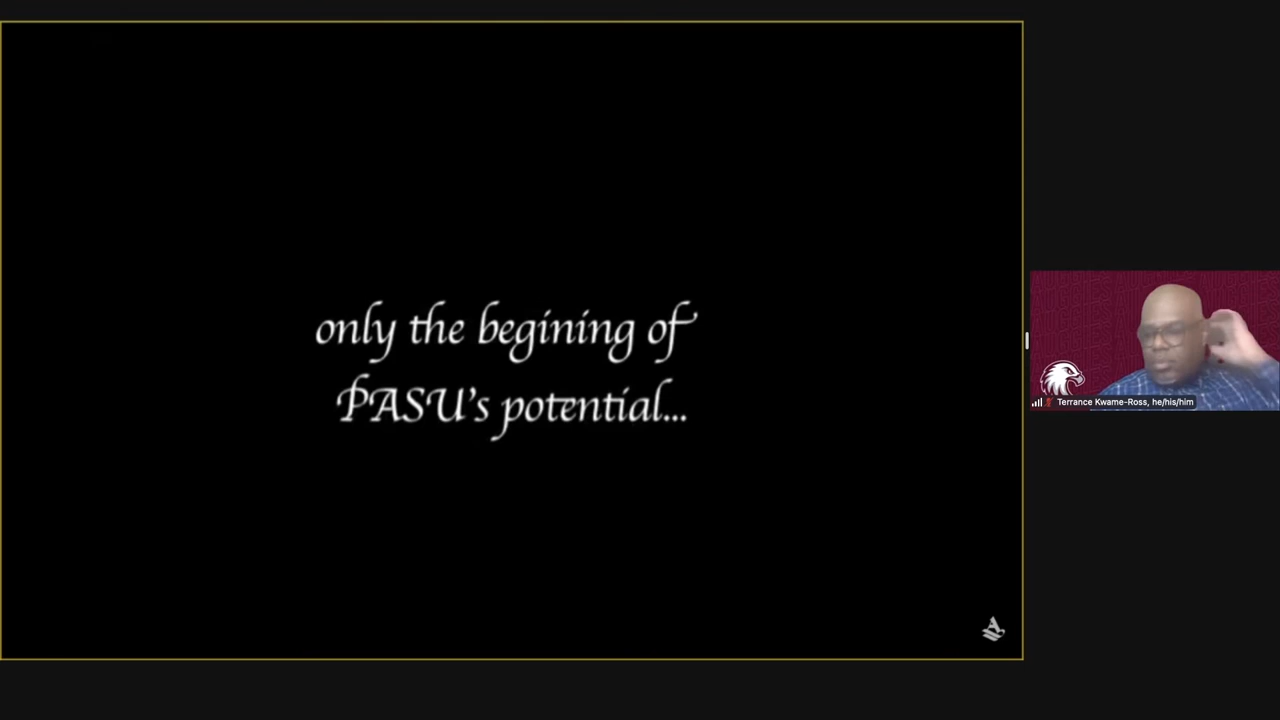 only the begining of
PASU's potential...
Terrance Kwame-Ross, he/his/him